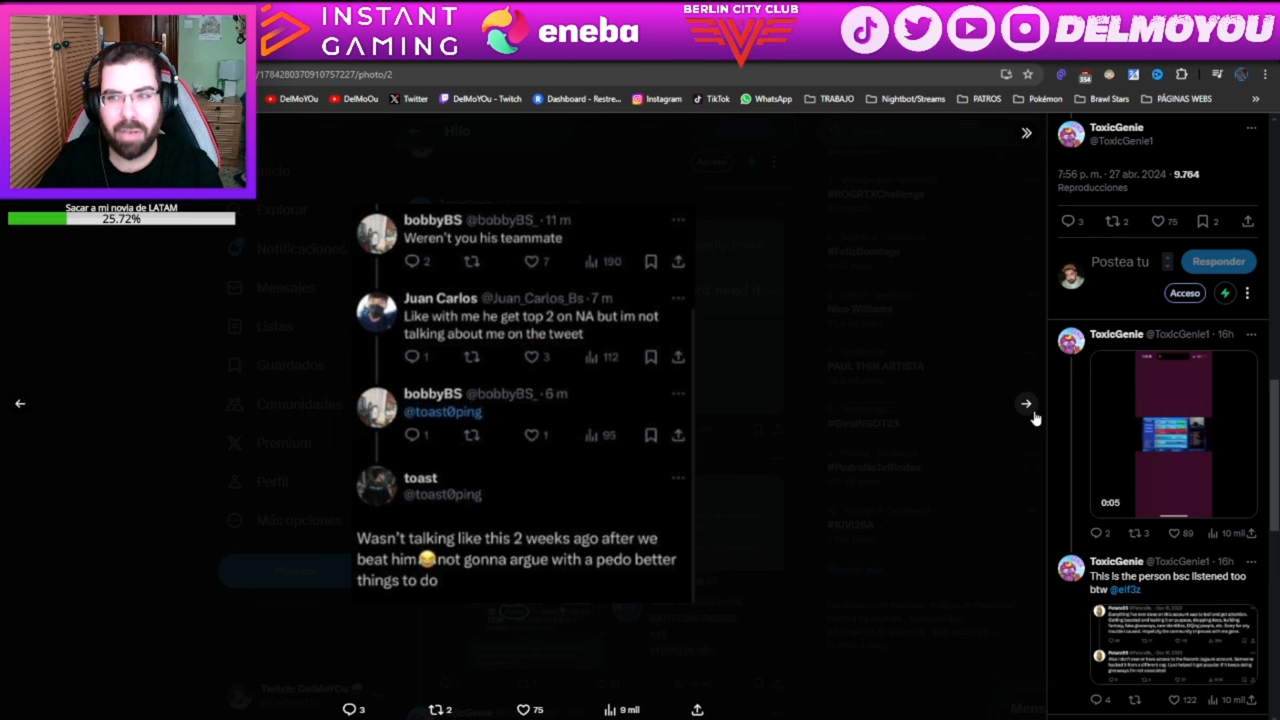 INSTANT GAMING
eneba
BERLIN CITY CLUB
DELMOYOU
/1784280370910757227/photo/2
354
DelMoYOu
DelMoOu
Twitter
DelMoYOu - Twitch
Dashboard - Restre...
Instagram
TikTok
WhatsApp
TRABAJO
Nightbot/Streams
PATROS
Pokémon
Brawl Stars
PÁGINAS WEBS
Sacar a mi novia de LATAM
25.72%
Hilo
Acceso
Inicio
Explorar
Notificaciones
Mensajes
Listas
Guardados
Comunidades
Premium
Perfil
Más opciones
Nico Williams
PAUL THIN ARTISTA
bobbyBS @bobbyBS_ · 11 m
Weren't you his teammate
2
7
190
Juan Carlos @Juan_Carlos_Bs · 7 m
Like with me he get top 2 on NA but im not
talking about me on the tweet
1
3
112
bobbyBS @bobbyBS_ · 6 m
@toast0ping
1
1
95
toast
@toast0ping
Wasn't talking like this 2 weeks ago after we
beat him😂not gonna argue with a pedo better
things to do
3
2
75
9 mil
ToxicGenie
@ToxicGenie1
7:56 p. m. · 27 abr. 2024 · 9.764
Reproducciones
3
2
75
2
Postea tu
Responder
Acceso
ToxicGenie @ToxicGenie1 · 16h
0:05
2
3
89
10 mil
ToxicGenie @ToxicGenie1 · 16h
This is the person bsc listened too
btw @elf3z
4
122
10 mil